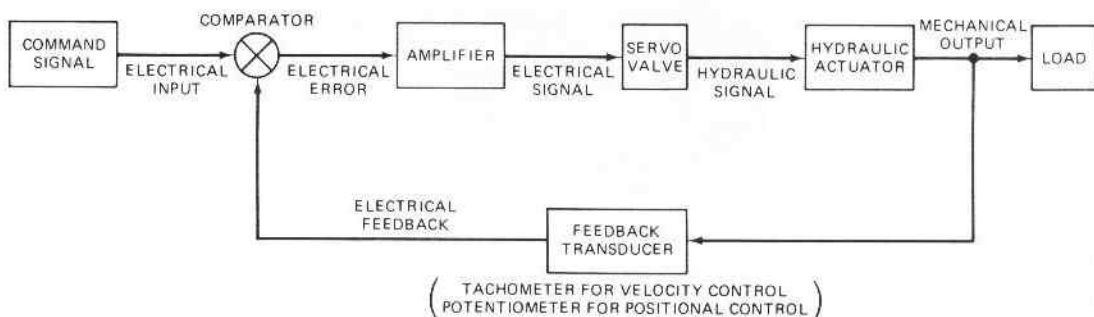 COMPARATOR
COMMAND
SIGNAL
ELECTRICAL
INPUT
ELECTRICAL
ERROR
AMPLIFIER
ELECTRICAL
SIGNAL
SERVO
VALVE
HYDRAULIC
SIGNAL
HYDRAULIC
ACTUATOR
MECHANICAL
OUTPUT
LOAD
ELECTRICAL
FEEDBACK
FEEDBACK
TRANSDUCER
( TACHOMETER FOR VELOCITY CONTROL
POTENTIOMETER FOR POSITIONAL CONTROL )